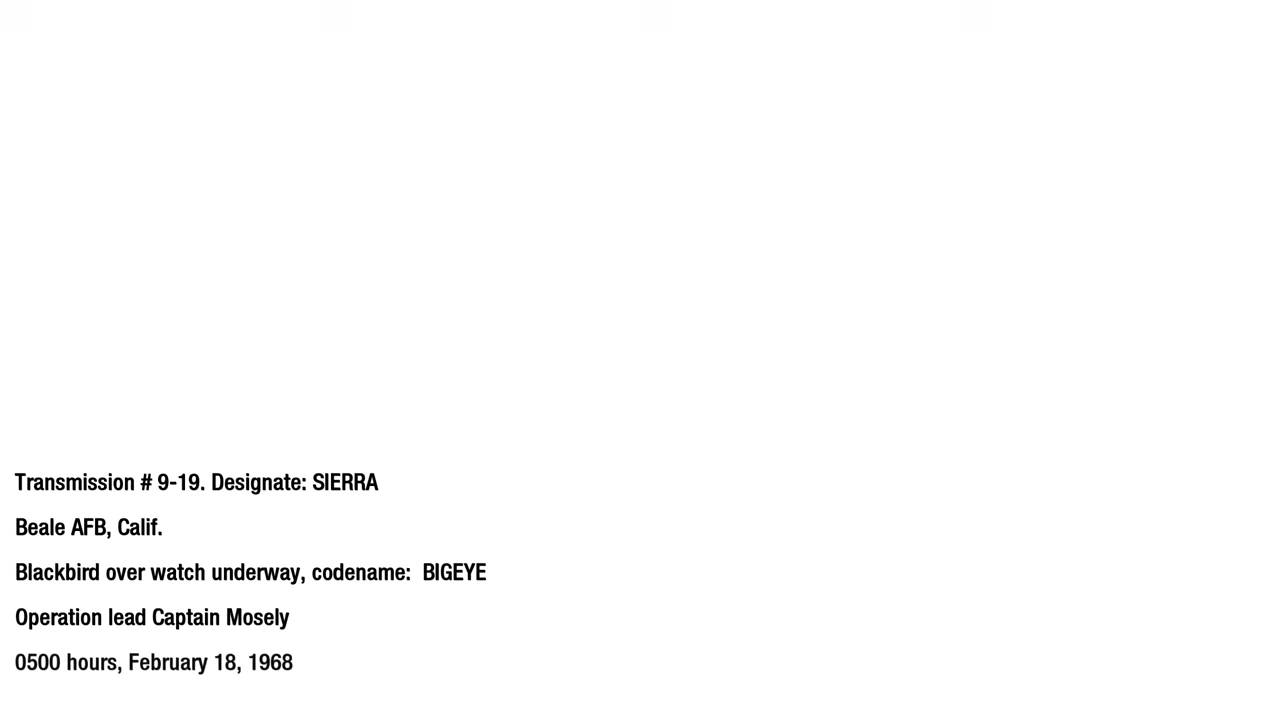 Transmission # 9-19. Designate: SIERRA
Beale AFB, Calif.
Blackbird over watch underway, codename:  BIGEYE
Operation lead Captain Mosely
0500 hours, February 18, 1968